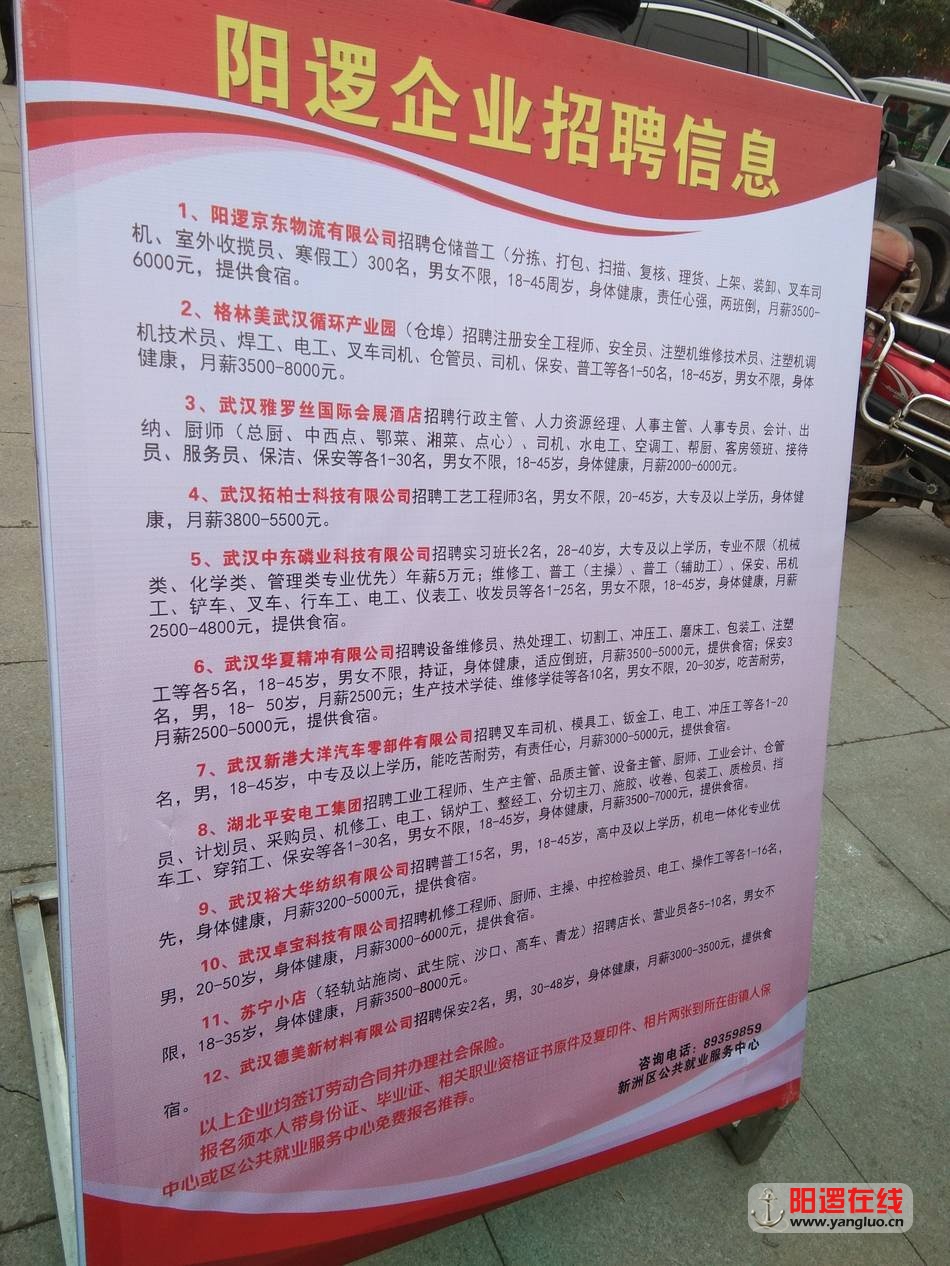 阳逻企业招聘信息
1、阳逻京东物流有限公司招聘仓储普工（分拣、打包、扫描、复核、理货、上架、装卸、叉车司
机、室外收揽员、寒假工）300名，男女不限，18-45周岁，身体健康，责任心强，两班倒，月薪3500-
6000元，提供食宿。
2、格林美武汉循环产业园（仓埠）招聘注册安全工程师、安全员、注塑机维修技术员、注塑机调
机技术员、焊工、电工、叉车司机、仓管员、司机、保安、普工等各1-50名，18-45岁，男女不限，身体
健康，月薪3500-8000元。
3、武汉雅罗丝国际会展酒店招聘行政主管、人力资源经理、人事主管、人事专员、会计、出
纳、厨师（总厨、中西点、鄂菜、湘菜、点心）、司机、水电工、空调工、帮厨、客房领班、接待
员、服务员、保洁、保安等各1-30名，男女不限，18-45岁，身体健康，月薪2000-6000元。
4、武汉拓柏士科技有限公司招聘工艺工程师3名，男女不限，20-45岁，大专及以上学历，身体健
康，月薪3800-5500元。
5、武汉中东磷业科技有限公司招聘实习班长2名，28-40岁，大专及以上学历，专业不限（机械
类、化学类、管理类专业优先）年薪5万元；维修工、普工（主操）、普工（辅助工）、保安、吊机
工、铲车、叉车、行车工、电工、仪表工、收发员等各1-25名，男女不限，18-45岁，身体健康，月薪
2500-4800元，提供食宿。
6、武汉华夏精冲有限公司招聘设备维修员、热处理工、切割工、冲压工、磨床工、包装工、注塑
工等各5名，18-45岁，男女不限，持证，身体健康，适应倒班，月薪3500-5000元，提供食宿；保安3
名，男，18- 50岁，月薪2500元；生产技术学徒、维修学徒等各10名，男女不限，20-30岁，吃苦耐劳，
月薪2500-5000元，提供食宿。
7、武汉新港大洋汽车零部件有限公司招聘叉车司机、模具工、钣金工、电工、冲压工等各1-20
名，男，18-45岁，中专及以上学历，能吃苦耐劳，有责任心，月薪3000-5000元，提供食宿。
8、湖北平安电工集团招聘工业工程师、生产主管、品质主管、设备主管、厨师、工业会计、仓管
员、计划员、采购员、机修工、电工、锅炉工、整经工、分切主刀、施胶、收卷、包装工、质检员、挡
车工、穿筘工、保安等各1-30名，男女不限，18-45岁，身体健康，月薪3500-7000元，提供食宿。
9、武汉裕大华纺织有限公司招聘普工15名，男，18-45岁，高中及以上学历，机电一体化专业优
先，身体健康，月薪3200-5000元，提供食宿。
10、武汉卓宝科技有限公司招聘机修工程师、厨师、主操、中控检验员、电工、操作工等各1-16名，
男，20-50岁，身体健康，月薪3000-6000元，提供食宿。
11、苏宁小店（轻轨站施岗、武生院、沙口、高车、青龙）招聘店长、营业员各5-10名，男女不
限，18-35岁，身体健康，月薪3500-8000元。
12、武汉德美新材料有限公司招聘保安2名，男，30-48岁，身体健康，月薪3000-3500元，提供食
宿。
以上企业均签订劳动合同并办理社会保险。
报名须本人带身份证、毕业证、相关职业资格证书原件及复印件、相片两张到所在街镇人保
中心或区公共就业服务中心免费报名推荐。
咨询电话：89359859
新洲区公共就业服务中心
阳逻在线
www.yangluo.cn